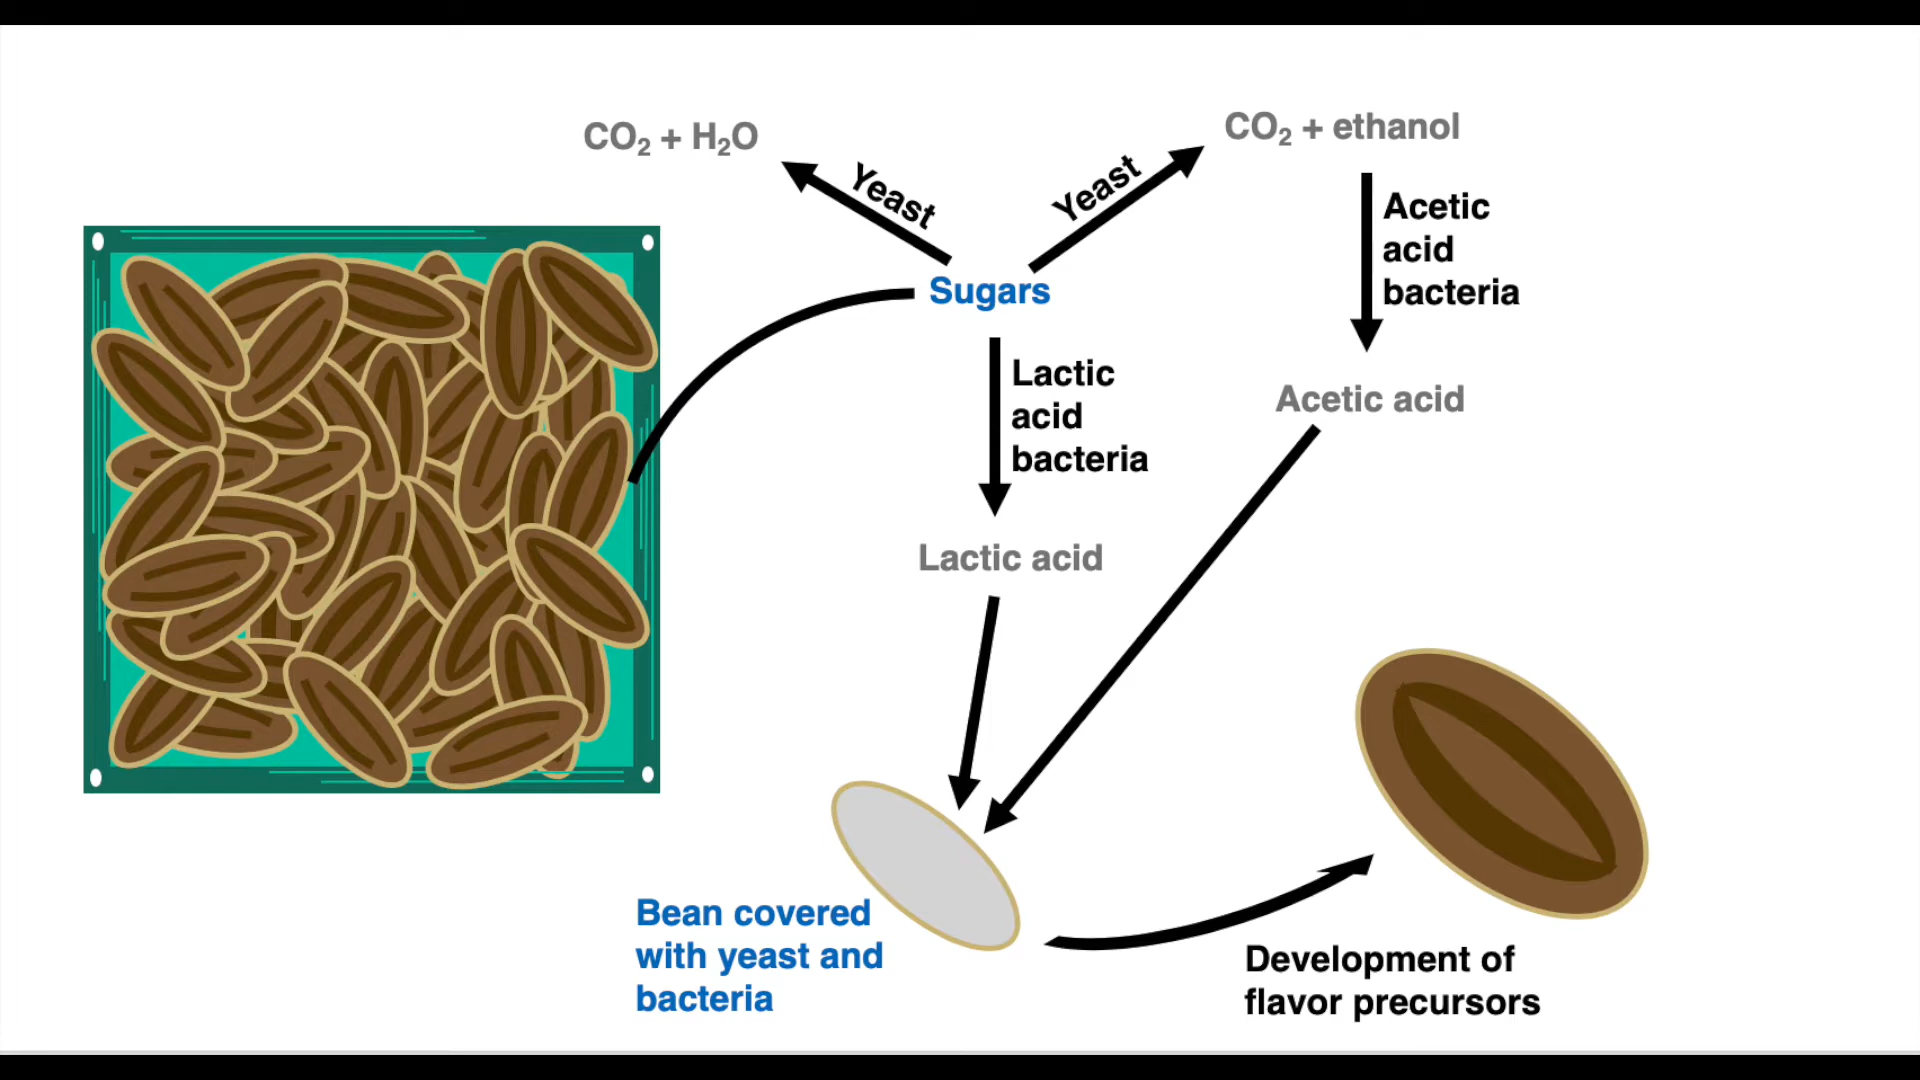 CO₂ + H₂O
Yeast
Yeast
CO₂ + ethanol
Acetic
acid
bacteria
Sugars
Lactic
acid
bacteria
Acetic acid
Lactic acid
Bean covered
with yeast and
bacteria
Development of
flavor precursors